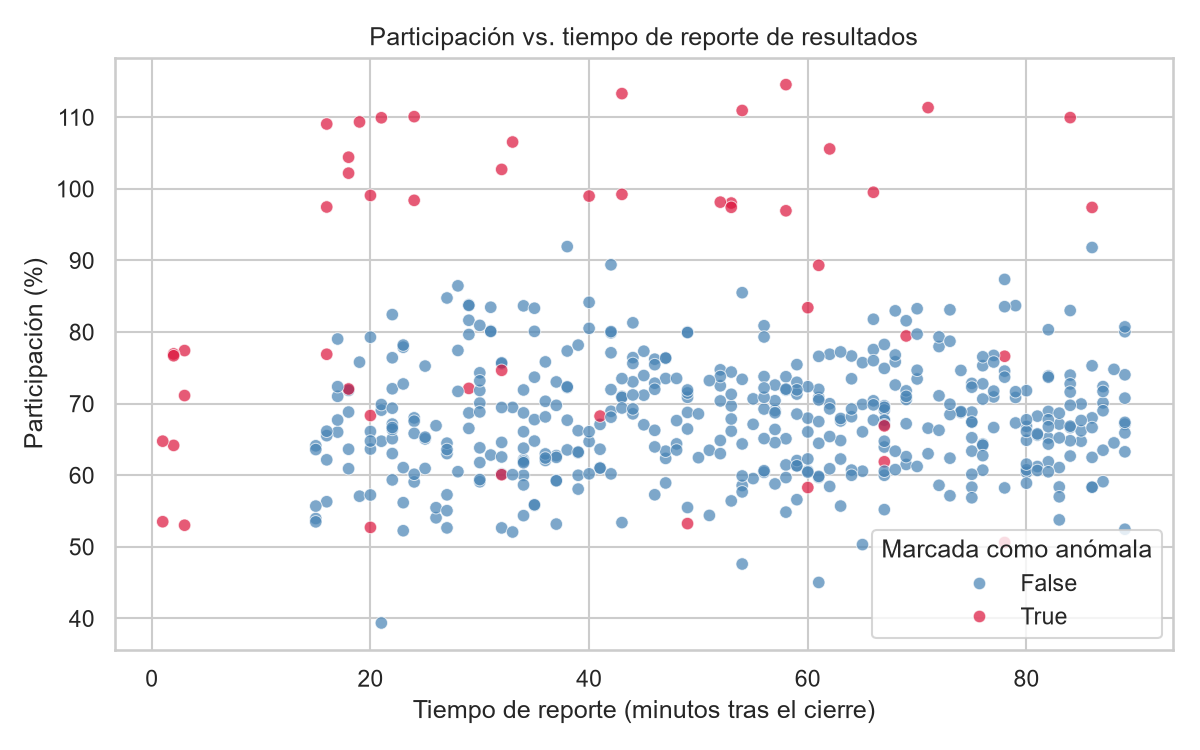 Participación vs. tiempo de reporte de resultados
Participación (%)
110
100
90
80
70
60
50
40
0
20
40
60
80
Tiempo de reporte (minutos tras el cierre)
Marcada como anómala
False
True